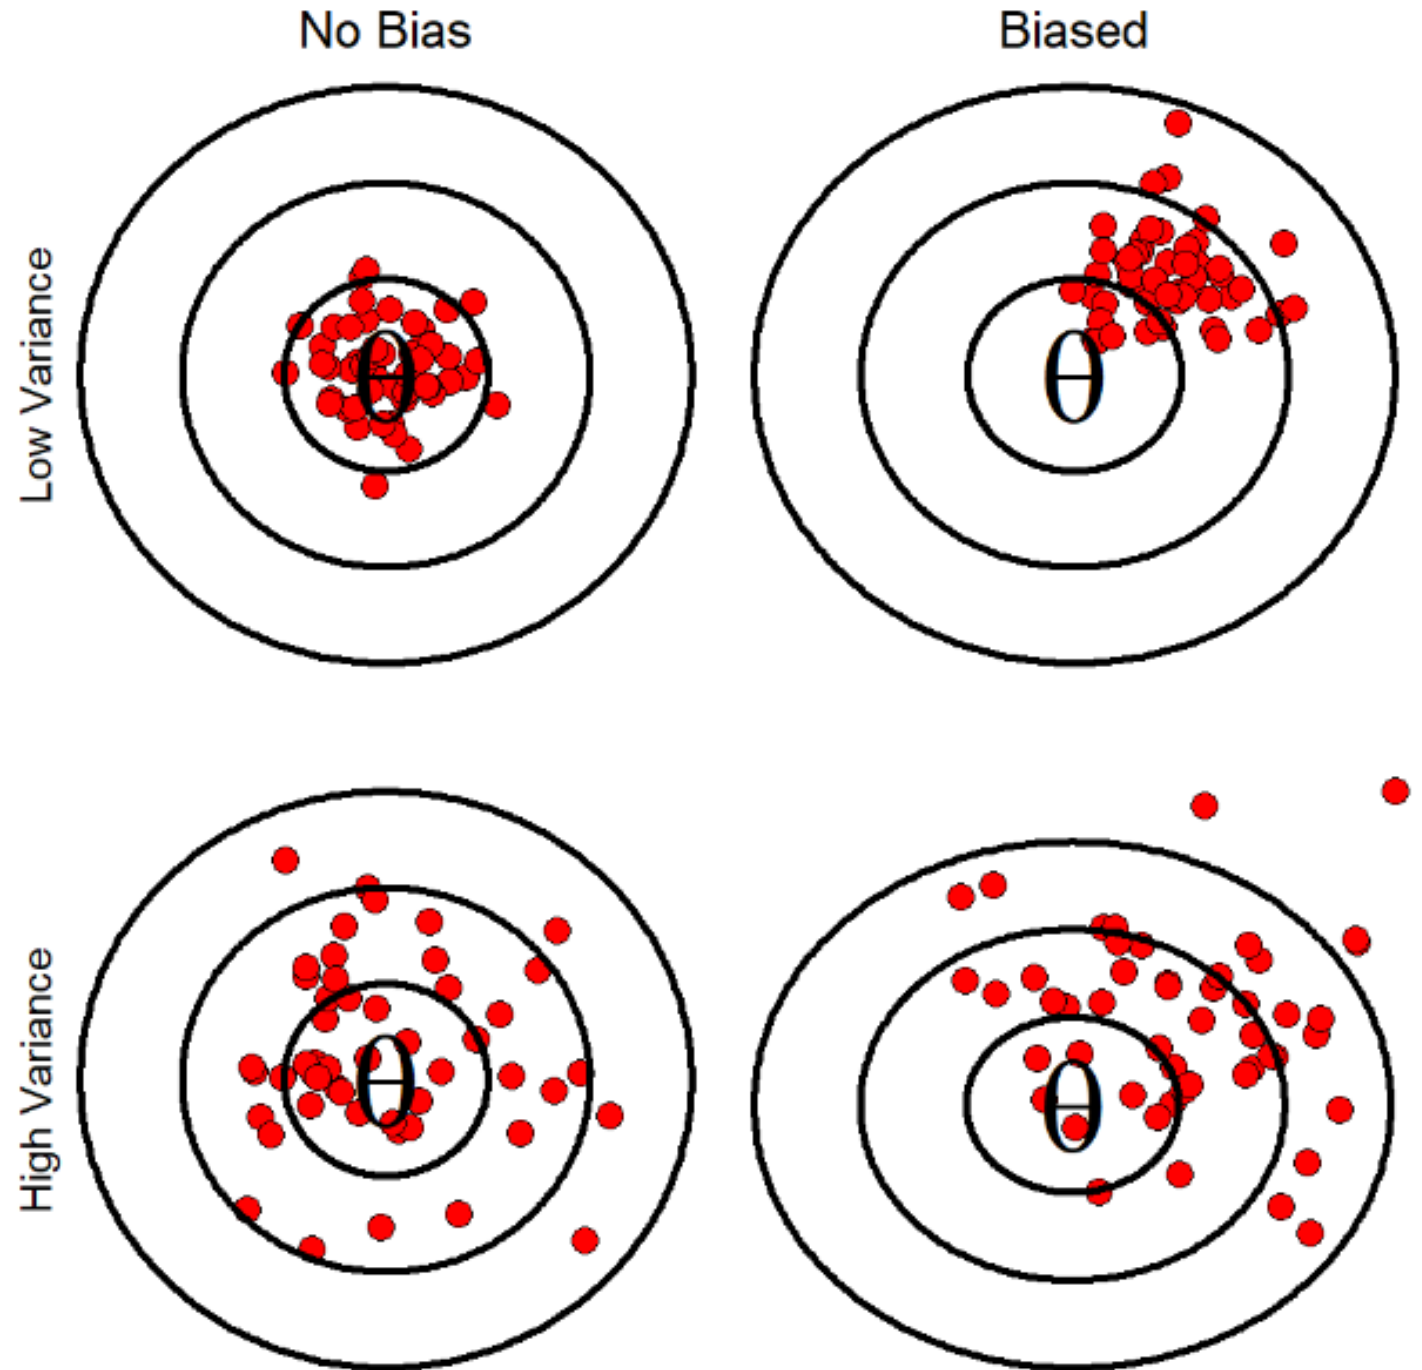 No Bias
Biased
Low Variance
θ
θ
High Variance
θ
θ